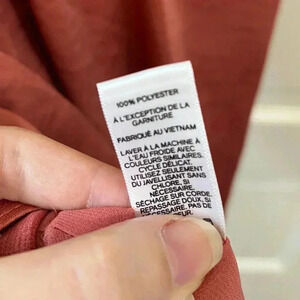 100% POLYESTER
À L'EXCEPTION DE LA
GARNITURE
FABRIQUÉ AU VIETNAM
LAVER À LA MACHINE À
L'EAU FROIDE AVEC
COULEURS SIMILAIRES.
CYCLE DÉLICAT.
UTILISEZ SEULEMENT
DU JAVELLISANT SANS
CHLORE, SI
NÉCESSAIRE.
SÉCHAGE SUR CORDE
REPASSAGE DOUX, SI
NÉCESSAIRE. PAS DE